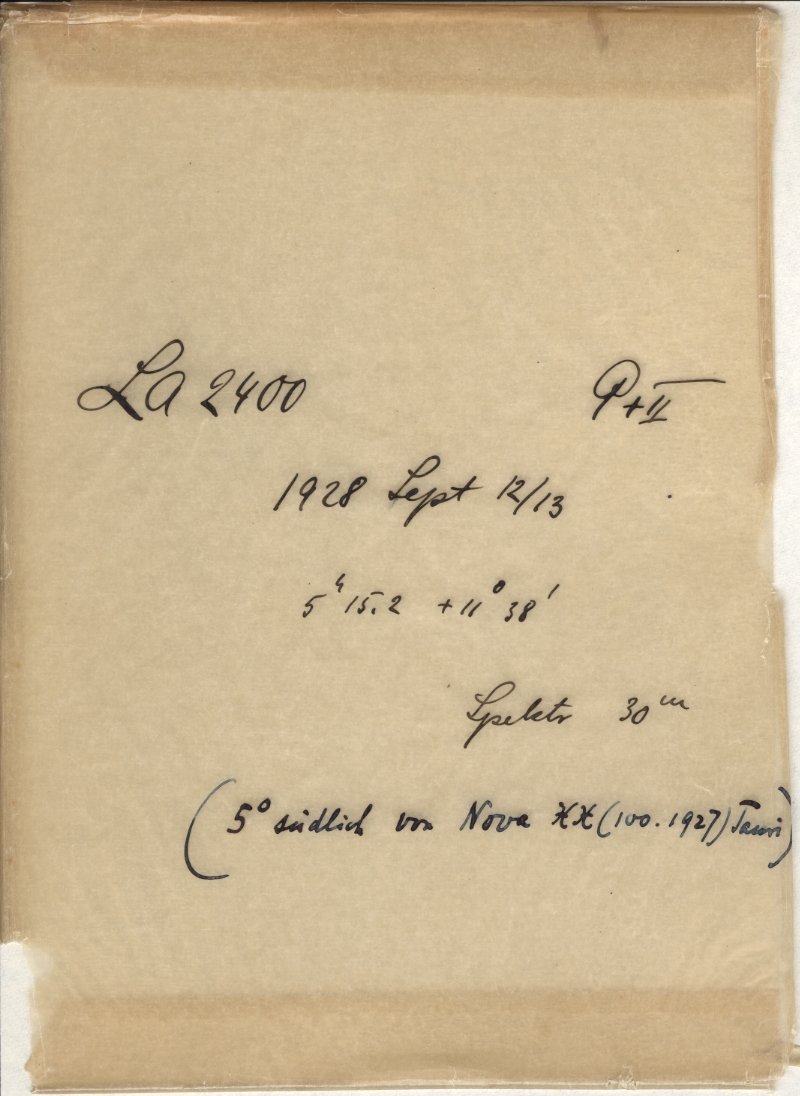 LA 2400 P+II
1928 Sept 12/13
5ʰ 15.2 +11° 38'
Spektr 30ᵐ
(5° südlich von Nova XX (100.1927) Tauri)